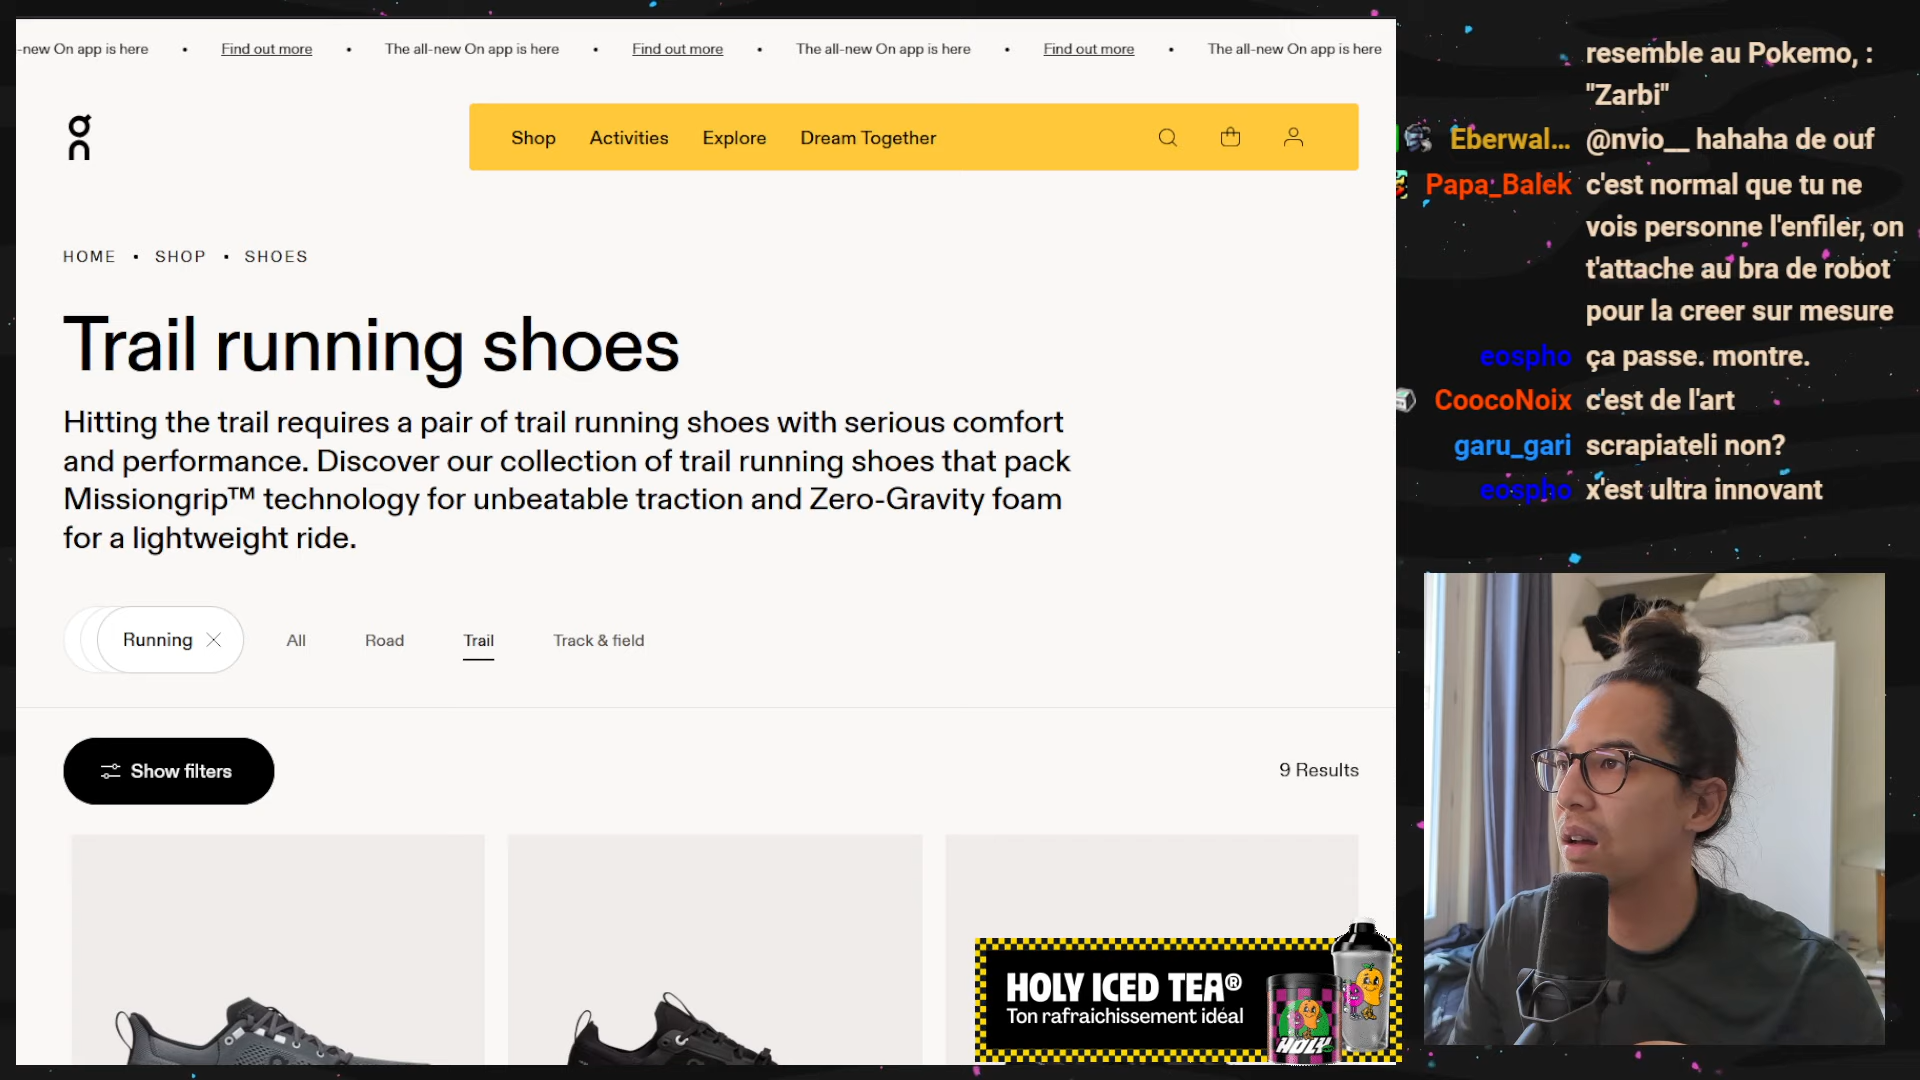 -new On app is here • Find out more • The all-new On app is here • Find out more • The all-new On app is here • Find out more • The all-new On app is here
on
Shop Activities Explore Dream Together
HOME • SHOP • SHOES
Trail running shoes
Hitting the trail requires a pair of trail running shoes with serious comfort
and performance. Discover our collection of trail running shoes that pack
Missiongrip™ technology for unbeatable traction and Zero-Gravity foam
for a lightweight ride.
Running All Road Trail Track & field
Show filters
9 Results
HOLY ICED TEA®
Ton rafraichissement idéal
HOLY
resemble au Pokemo, :
"Zarbi"
Eberwal... @nvio__ hahaha de ouf
Papa_Balek c'est normal que tu ne
vois personne l'enfiler, on
t'attache au bra de robot
pour la creer sur mesure
eospho ça passe. montre.
CoocoNoix c'est de l'art
garu_gari scrapiateli non?
eospho x'est ultra innovant